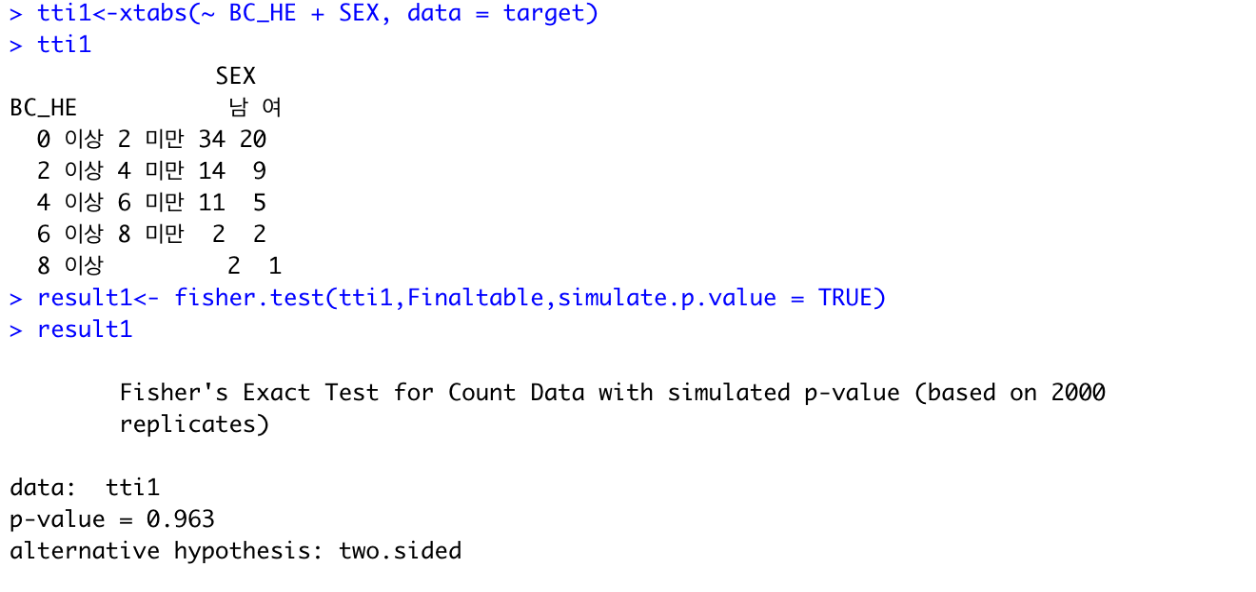 > tti1<-xtabs(~ BC_HE + SEX, data = target)
> tti1
SEX
BC_HE 남 여
0 이상 2 미만 34 20
2 이상 4 미만 14 9
4 이상 6 미만 11 5
6 이상 8 미만 2 2
8 이상 2 1
> result1<- fisher.test(tti1,Finaltable,simulate.p.value = TRUE)
> result1
Fisher's Exact Test for Count Data with simulated p-value (based on 2000
replicates)
data: tti1
p-value = 0.963
alternative hypothesis: two.sided